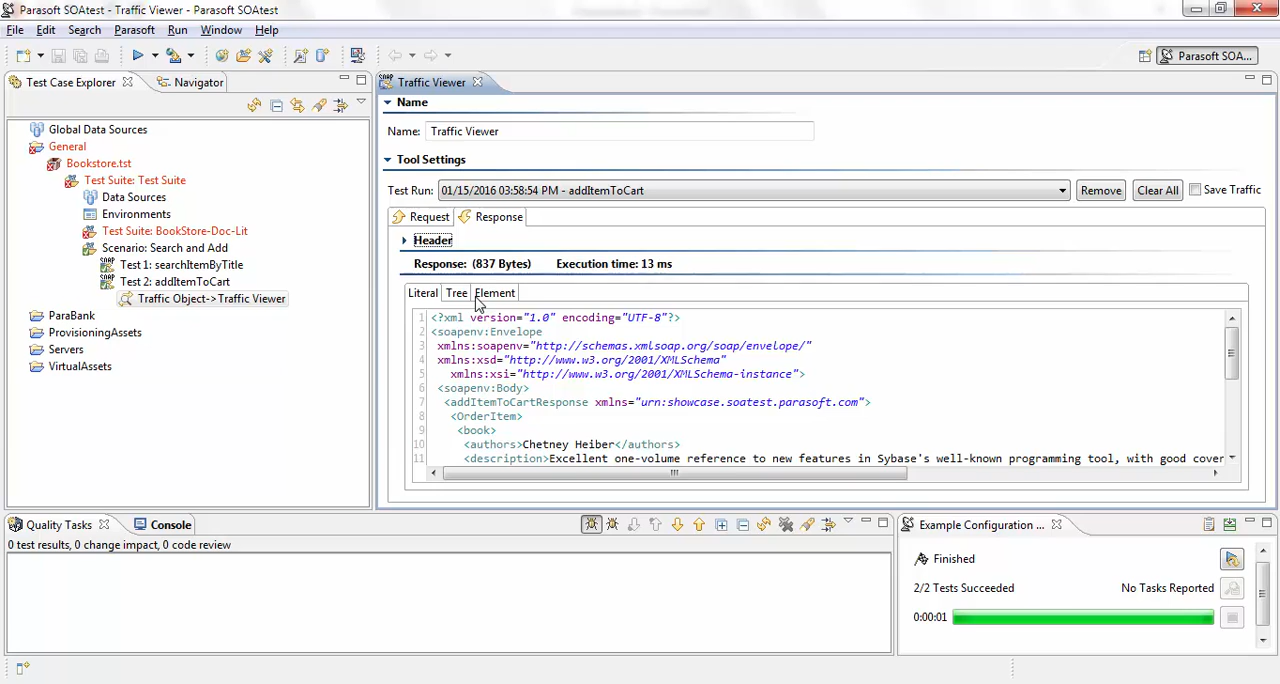 Parasoft SOAtest - Traffic Viewer - Parasoft SOAtest
File Edit Search Parasoft Run Window Help
Parasoft SOA...
Test Case Explorer Navigator
Global Data Sources
General
Bookstore.tst
Test Suite: Test Suite
Data Sources
Environments
Test Suite: BookStore-Doc-Lit
Scenario: Search and Add
Test 1: searchItemByTitle
Test 2: addItemToCart
Traffic Object->Traffic Viewer
ParaBank
ProvisioningAssets
Servers
VirtualAssets
Traffic Viewer
Name
Name: Traffic Viewer
Tool Settings
Test Run: 01/15/2016 03:58:54 PM - addItemToCart Remove Clear All Save Traffic
Request Response
Header
Response: (837 Bytes) Execution time: 13 ms
Literal Tree Element
1 <?xml version="1.0" encoding="UTF-8"?>
2 <soapenv:Envelope
3 xmlns:soapenv="http://schemas.xmlsoap.org/soap/envelope/"
4 xmlns:xsd="http://www.w3.org/2001/XMLSchema"
5 xmlns:xsi="http://www.w3.org/2001/XMLSchema-instance">
6 <soapenv:Body>
7 <addItemToCartResponse xmlns="urn:showcase.soatest.parasoft.com">
8 <OrderItem>
9 <book>
10 <authors>Chetney Heiber</authors>
11 <description>Excellent one-volume reference to new features in Sybase's well-known programming tool, with good cover
Quality Tasks Console
0 test results, 0 change impact, 0 code review
Example Configuration ...
Finished
2/2 Tests Succeeded No Tasks Reported
0:00:01